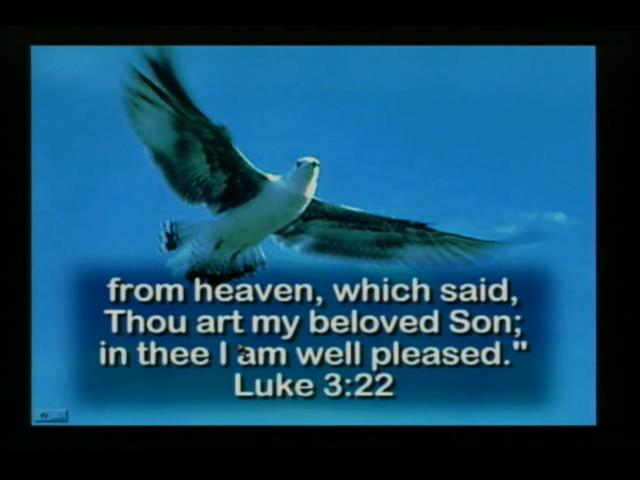 from heaven, which said,
Thou art my beloved Son;
in thee I am well pleased."
Luke 3:22